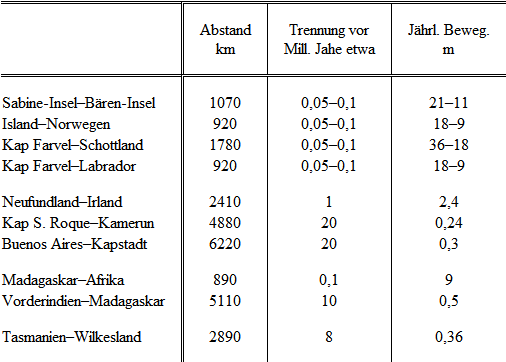 Abstand Trennung vor Jährl. Beweg.
km Mill. Jahe etwa m
Sabine-Insel–Bären-Insel 1070 0,05–0,1 21–11
Island–Norwegen 920 0,05–0,1 18–9
Kap Farvel–Schottland 1780 0,05–0,1 36–18
Kap Farvel–Labrador 920 0,05–0,1 18–9
Neufundland–Irland 2410 1 2,4
Kap S. Roque–Kamerun 4880 20 0,24
Buenos Aires–Kapstadt 6220 20 0,3
Madagaskar–Afrika 890 0,1 9
Vorderindien–Madagaskar 5110 10 0,5
Tasmanien–Wilkesland 2890 8 0,36